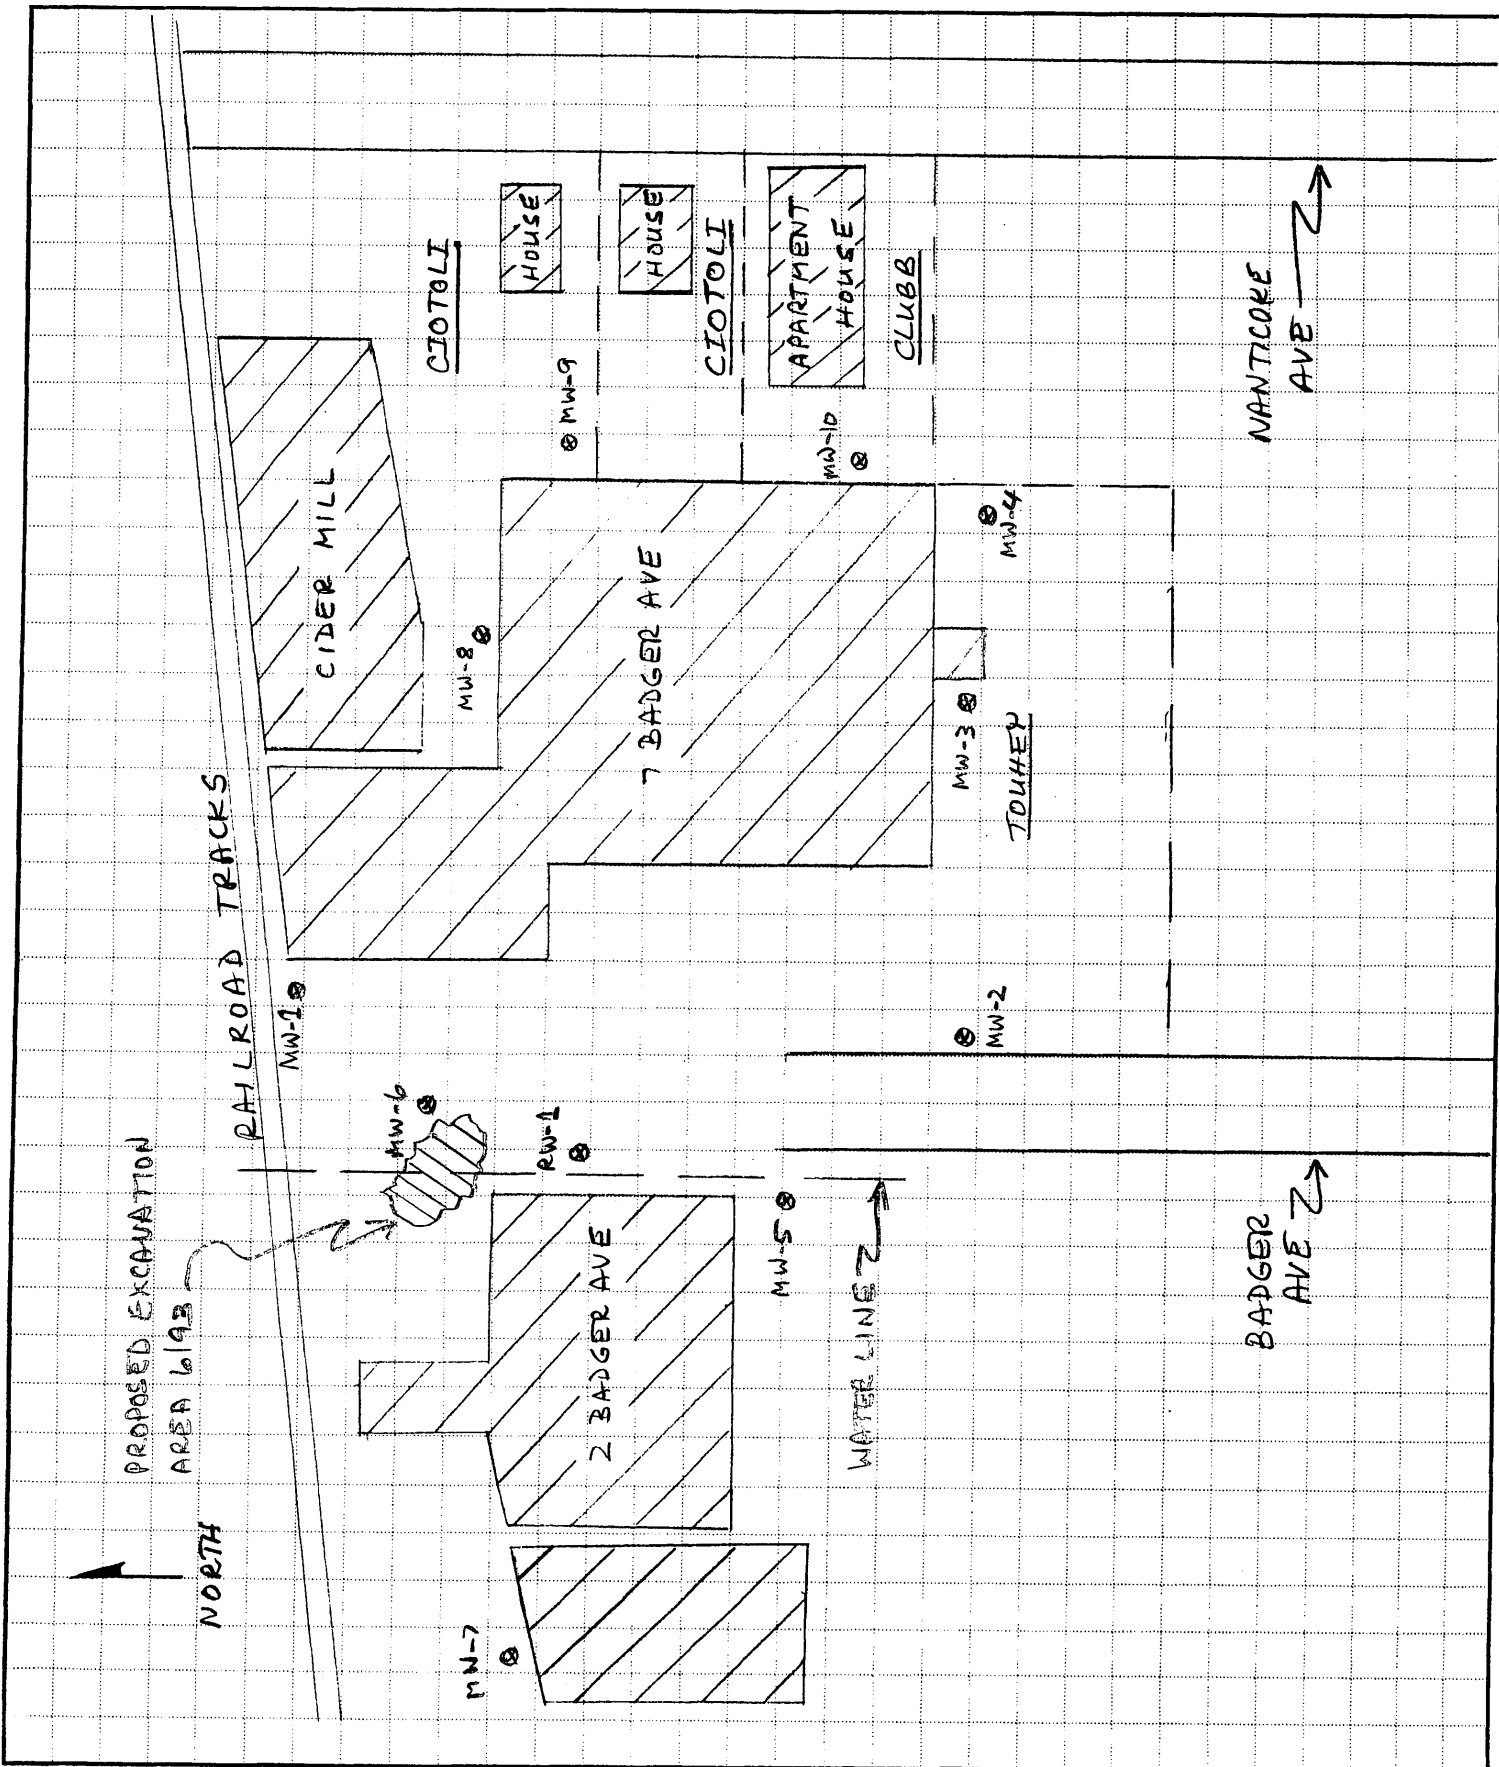 PROPOSED EXCAVATION
AREA 6/93
NORTH
RAILROAD TRACKS
MW-1
MW-6
RW-1
MW-7
2 BADGER AVE
MW-5
WATER LINE
BADGER
AVE
CIDER MILL
MW-8
7 BADGER AVE
MW-3
TOUHEY
MW-4
MW-2
CIOTOLI
HOUSE
MW-9
HOUSE
CIOTOLI
APARTMENT
HOUSE
MW-10
CLUBB
NANTICOKE
AVE